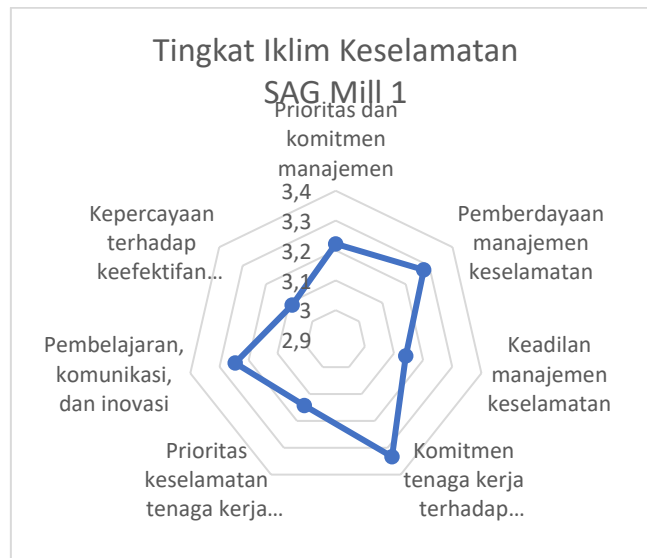 Tingkat Iklim Keselamatan
SAG Mill 1
Prioritas dan
komitmen
manajemen
Pemberdayaan
manajemen
keselamatan
Keadilan
manajemen
keselamatan
Komitmen
tenaga kerja
terhadap...
Prioritas
keselamatan
tenaga kerja...
Pembelajaran,
komunikasi,
dan inovasi
Kepercayaan
terhadap
keefektifan...
3,4
3,3
3,2
3,1
3
2,9